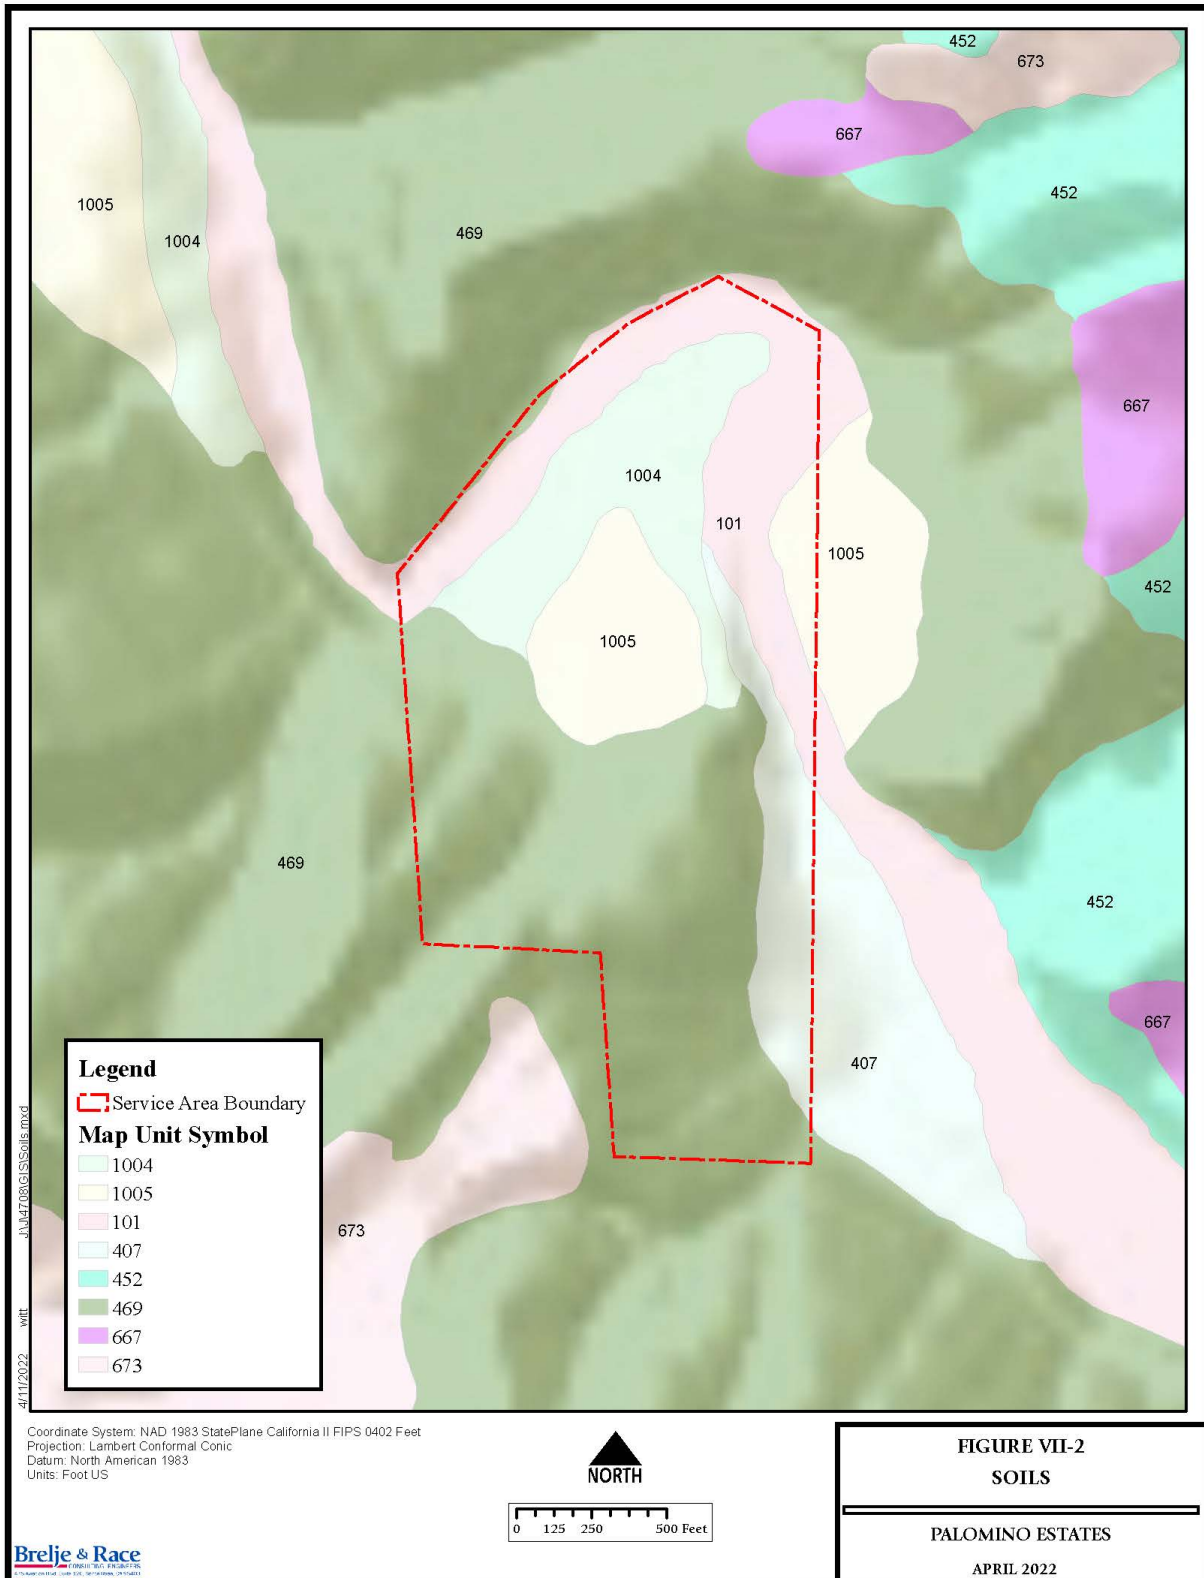 452
673
667
1005
452
469
1004
667
1004
101
1005
452
1005
469
452
667
407
673
Legend
Service Area Boundary
Map Unit Symbol
1004
1005
101
407
452
469
667
673
4/11/2022 witt J:\JJ\4708\GIS\Soils.mxd
Coordinate System: NAD 1983 StatePlane California II FIPS 0402 Feet
Projection: Lambert Conformal Conic
Datum: North American 1983
Units: Foot US
NORTH
0 125 250 500 Feet
FIGURE VII-2
SOILS
PALOMINO ESTATES
APRIL 2022
Brelje & Race
CONSULTING ENGINEERS